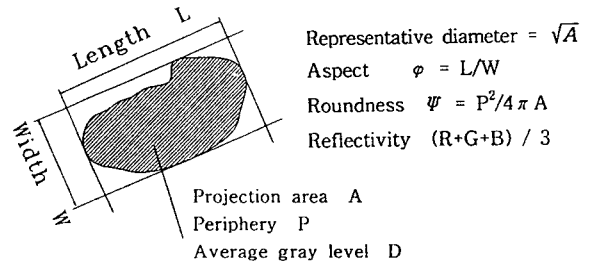 Length L
Width W
Representative diameter = √A
Aspect φ = L/W
Roundness Ψ = P²/4πA
Reflectivity (R+G+B) / 3
Projection area A
Periphery P
Average gray level D